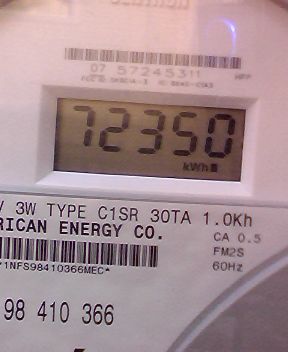 07 57245311
72350
kWh
3W TYPE C1SR 30TA 1.0Kh
RICAN ENERGY CO.
CA 0.5
FM2S
60Hz
1NFS98410366MEC*
98 410 366